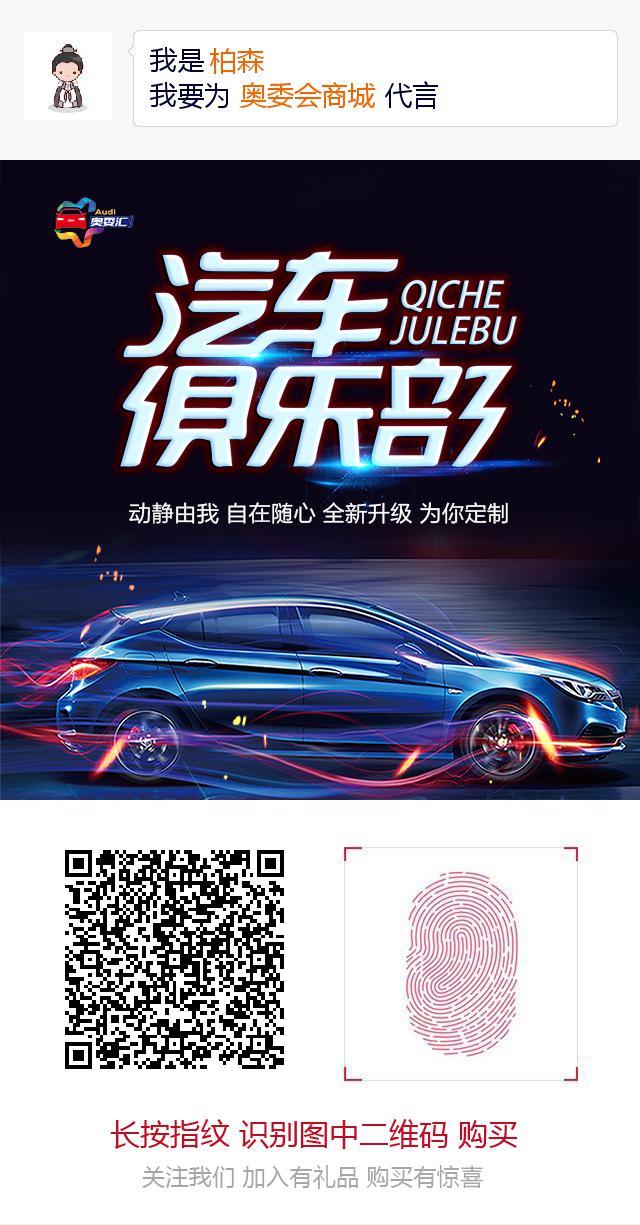 我是 柏森
我要为 奥委会商城 代言
Audi
奥委汇
汽车
QICHE
JULEBU
俱乐部
动静由我 自在随心 全新升级 为你定制
长按指纹 识别图中二维码 购买
关注我们 加入有礼品 购买有惊喜